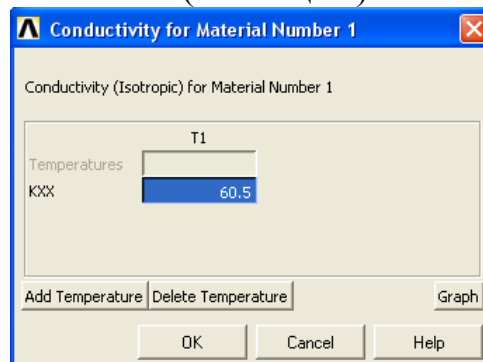 Conductivity for Material Number 1
Conductivity (Isotropic) for Material Number 1
T1
Temperatures
KXX 60.5
Add Temperature Delete Temperature Graph
OK Cancel Help